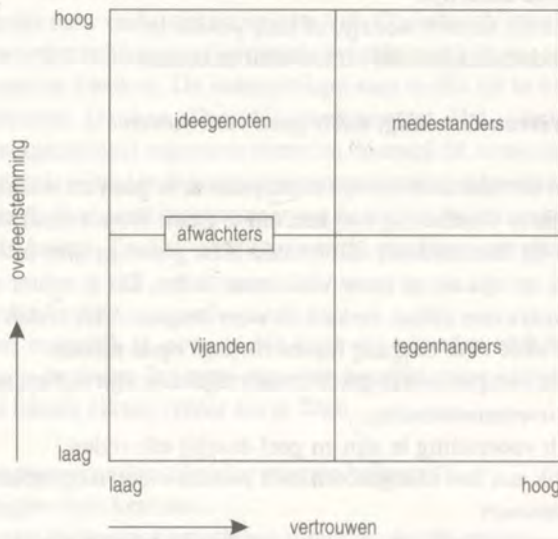 hoog
ideegenoten medestanders
overeenstemming
afwachters
vijanden tegenhangers
laag
laag hoog
vertrouwen